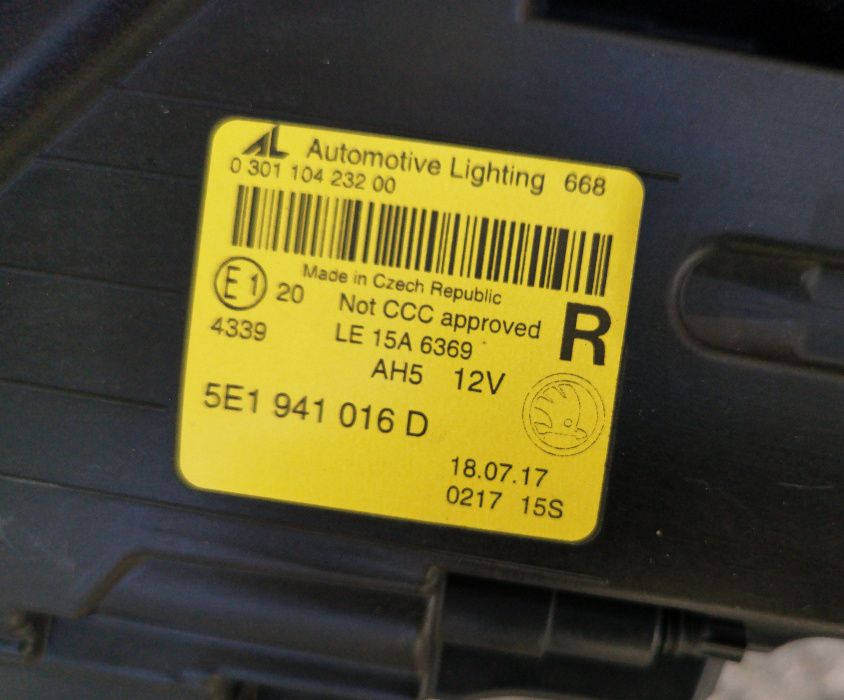 AL Automotive Lighting 668
0 301 104 232 00
Made in Czech Republic
E1 20 Not CCC approved R
4339 LE 15A 6369
AH5 12V
5E1 941 016 D
18.07.17
0217 15S